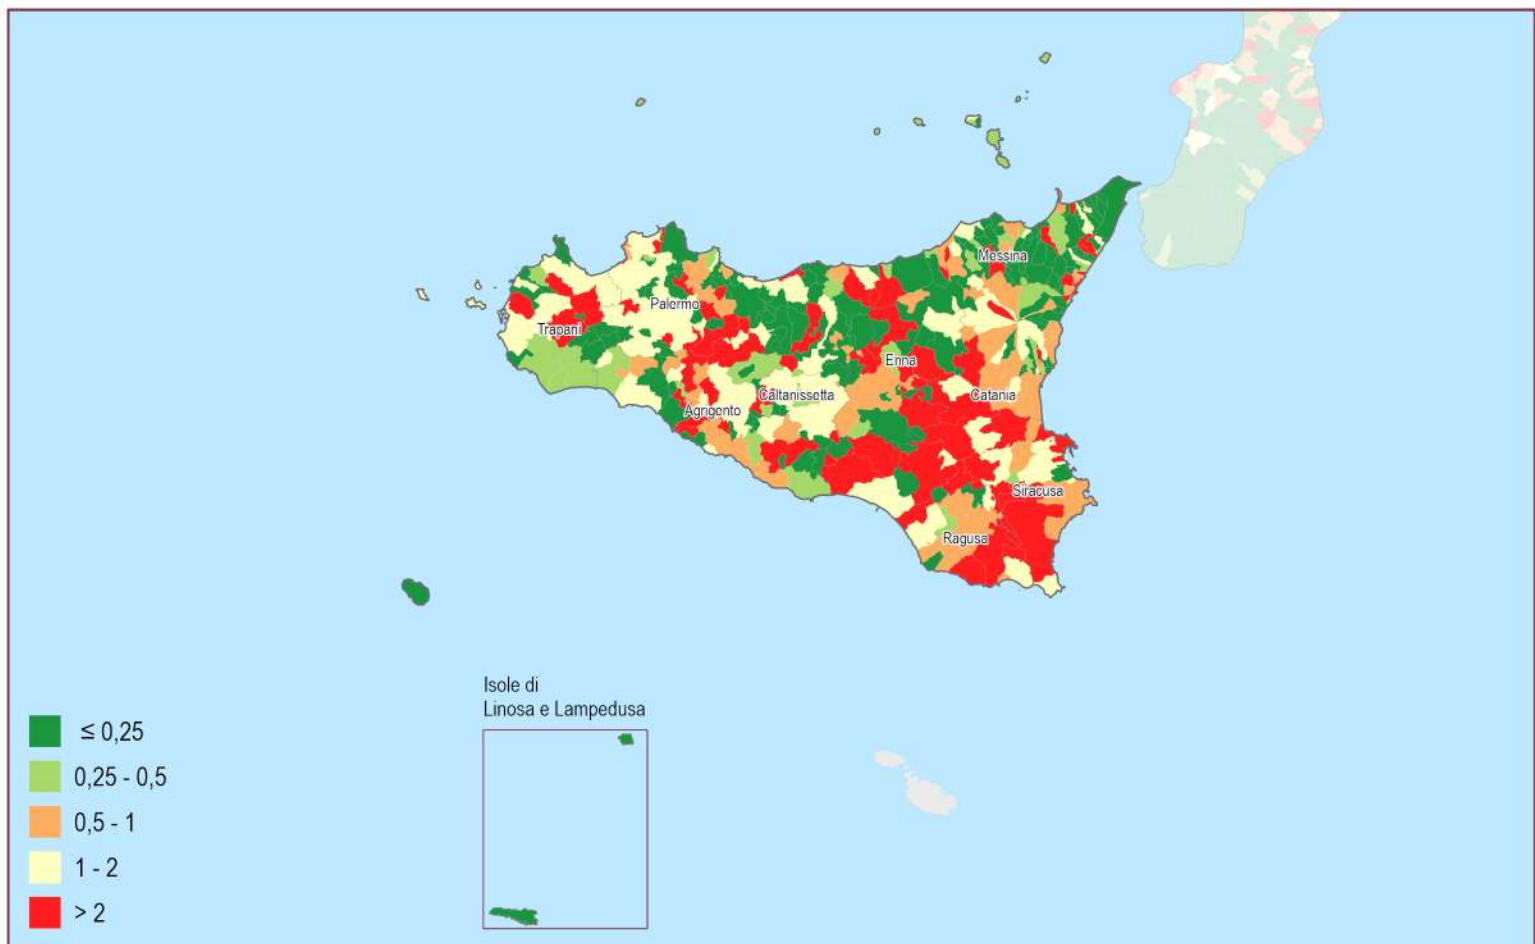 Messina
Palermo
Trapani
Enna
Caltanissetta
Catania
Agrigento
Siracusa
Ragusa
Isole di
Linosa e Lampedusa
≤ 0,25
0,25 - 0,5
0,5 - 1
1 - 2
> 2